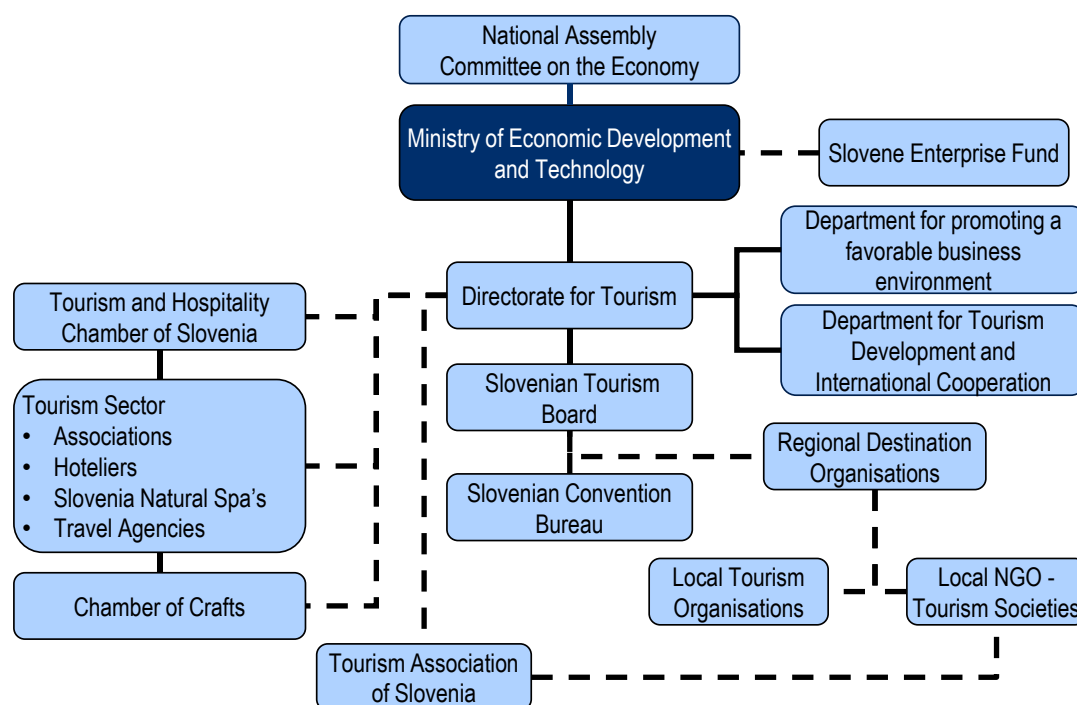 National Assembly
Committee on the Economy
Ministry of Economic Development
and Technology
Slovene Enterprise Fund
Department for promoting a
favorable business
environment
Directorate for Tourism
Tourism and Hospitality
Chamber of Slovenia
Department for Tourism
Development and
International Cooperation
Slovenian Tourism
Board
Tourism Sector
• Associations
• Hoteliers
• Slovenia Natural Spa's
• Travel Agencies
Regional Destination
Organisations
Slovenian Convention
Bureau
Chamber of Crafts
Local Tourism
Organisations
Local NGO -
Tourism Societies
Tourism Association
of Slovenia